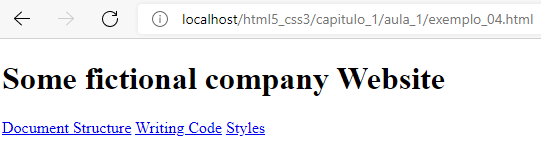 localhost/html5_css3/capitulo_1/aula_1/exemplo_04.html
Some fictional company Website
Document Structure Writing Code Styles